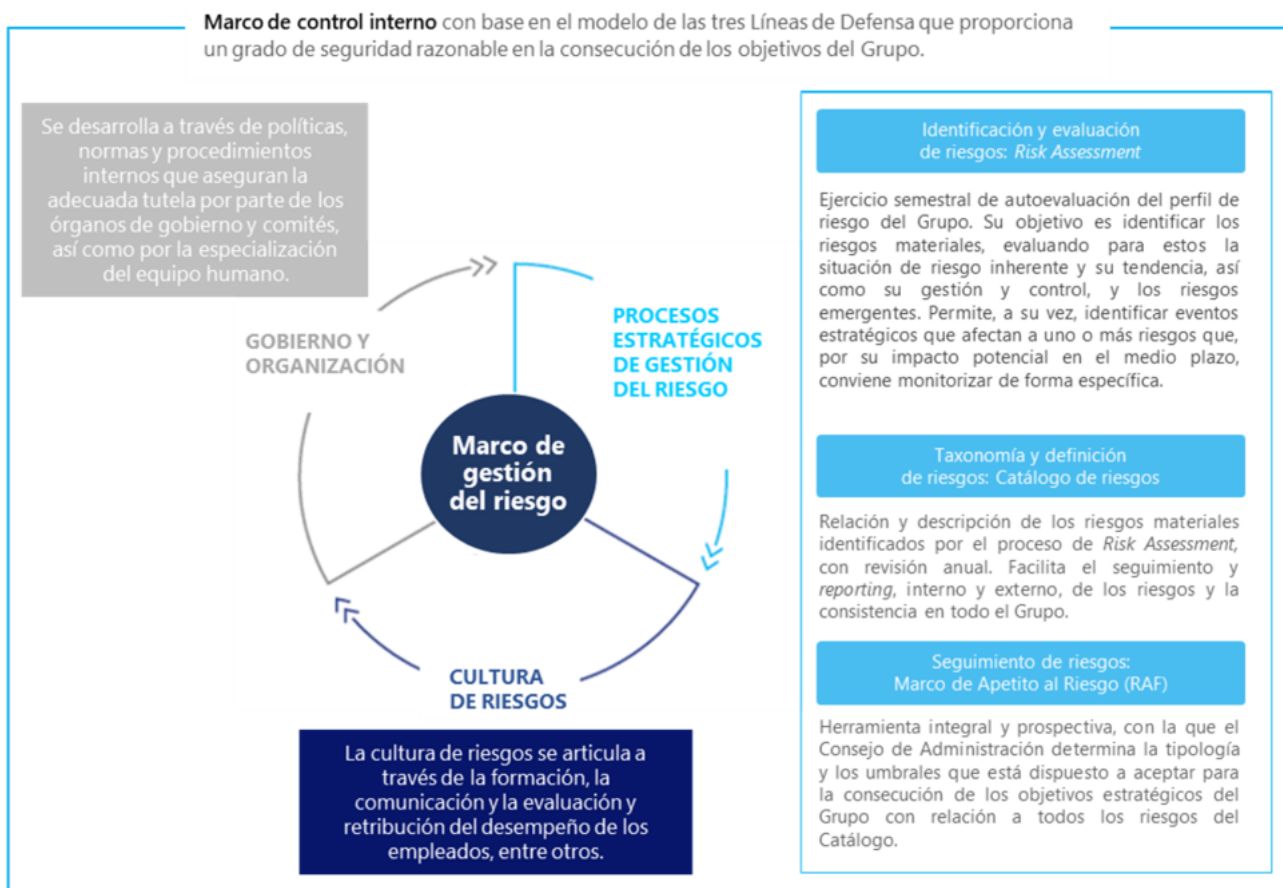 Marco de control interno con base en el modelo de las tres Líneas de Defensa que proporciona
un grado de seguridad razonable en la consecución de los objetivos del Grupo.
Se desarrolla a través de políticas,
normas y procedimientos
internos que aseguran la
adecuada tutela por parte de los
órganos de gobierno y comités,
así como por la especialización
del equipo humano.
GOBIERNO Y
ORGANIZACIÓN
PROCESOS
ESTRATÉGICOS
DE GESTIÓN
DEL RIESGO
Marco de
gestión
del riesgo
CULTURA
DE RIESGOS
La cultura de riesgos se articula a
través de la formación, la
comunicación y la evaluación y
retribución del desempeño de los
empleados, entre otros.
Identificación y evaluación
de riesgos: Risk Assessment
Ejercicio semestral de autoevaluación del perfil de
riesgo del Grupo. Su objetivo es identificar los
riesgos materiales, evaluando para estos la
situación de riesgo inherente y su tendencia, así
como su gestión y control, y los riesgos
emergentes. Permite, a su vez, identificar eventos
estratégicos que afectan a uno o más riesgos que,
por su impacto potencial en el medio plazo,
conviene monitorizar de forma específica.
Taxonomía y definición
de riesgos: Catálogo de riesgos
Relación y descripción de los riesgos materiales
identificados por el proceso de Risk Assessment,
con revisión anual. Facilita el seguimiento y
reporting, interno y externo, de los riesgos y la
consistencia en todo el Grupo.
Seguimiento de riesgos:
Marco de Apetito al Riesgo (RAF)
Herramienta integral y prospectiva, con la que el
Consejo de Administración determina la tipología
y los umbrales que está dispuesto a aceptar para
la consecución de los objetivos estratégicos del
Grupo con relación a todos los riesgos del
Catálogo.